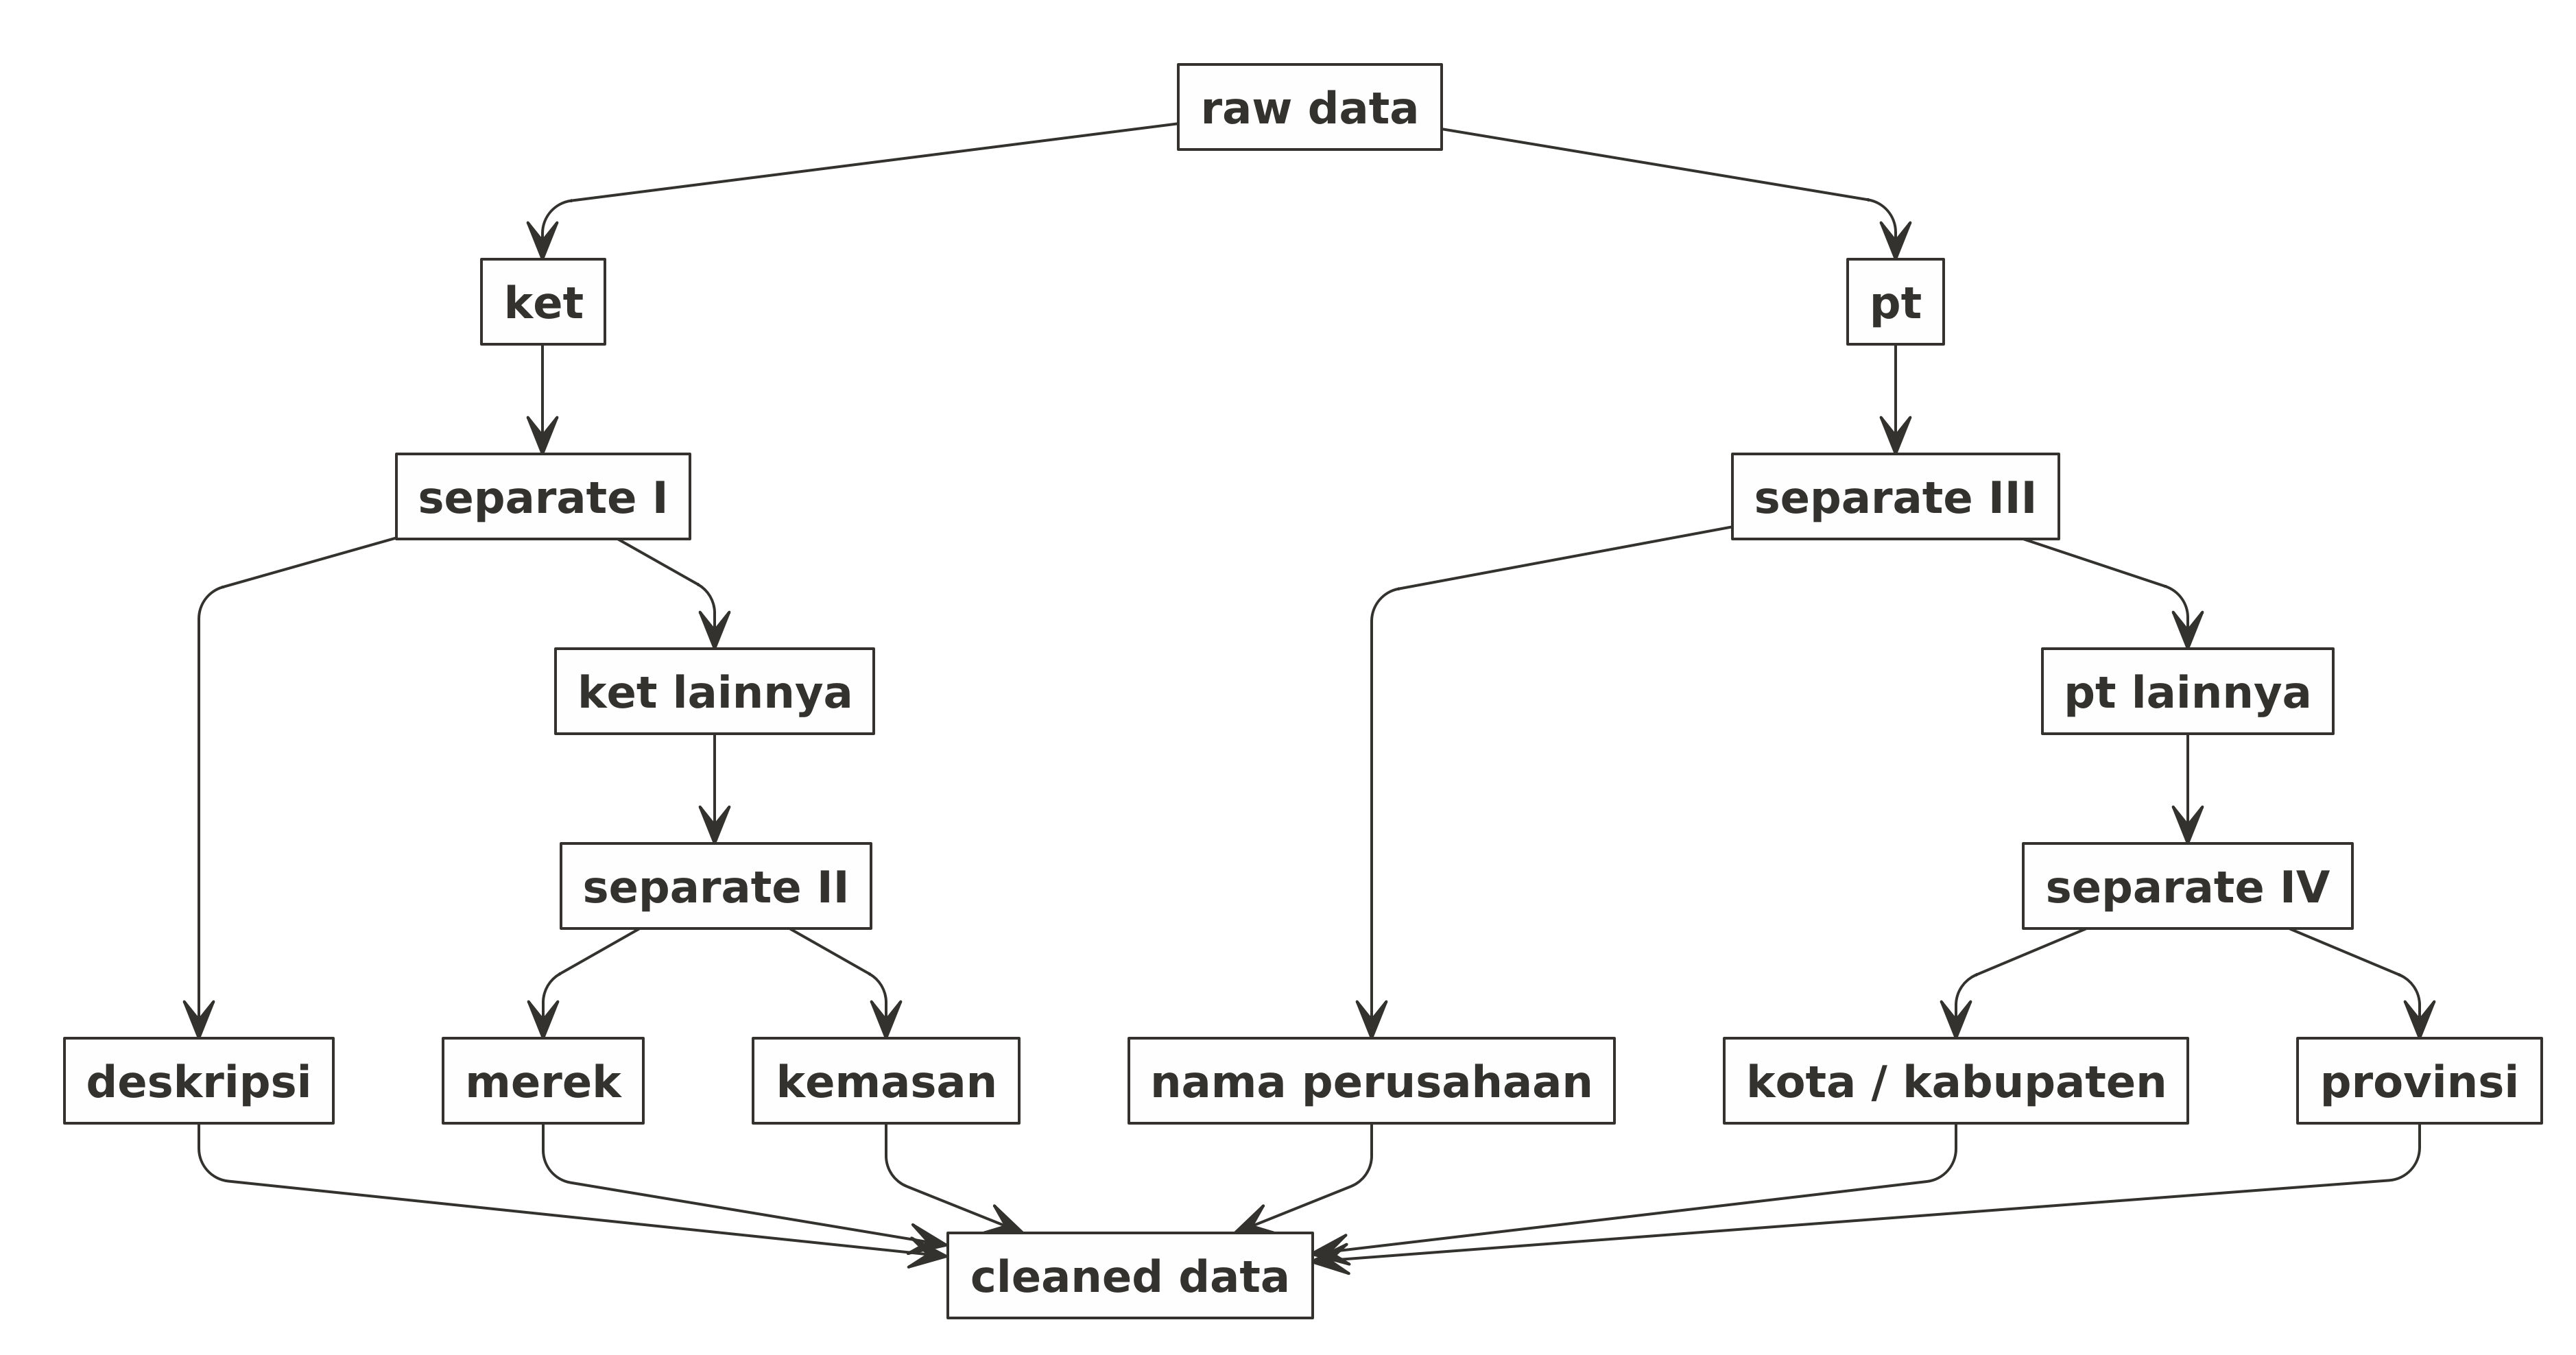 raw data
ket
pt
separate I
separate III
ket lainnya
pt lainnya
separate II
separate IV
deskripsi
merek
kemasan
nama perusahaan
kota / kabupaten
provinsi
cleaned data